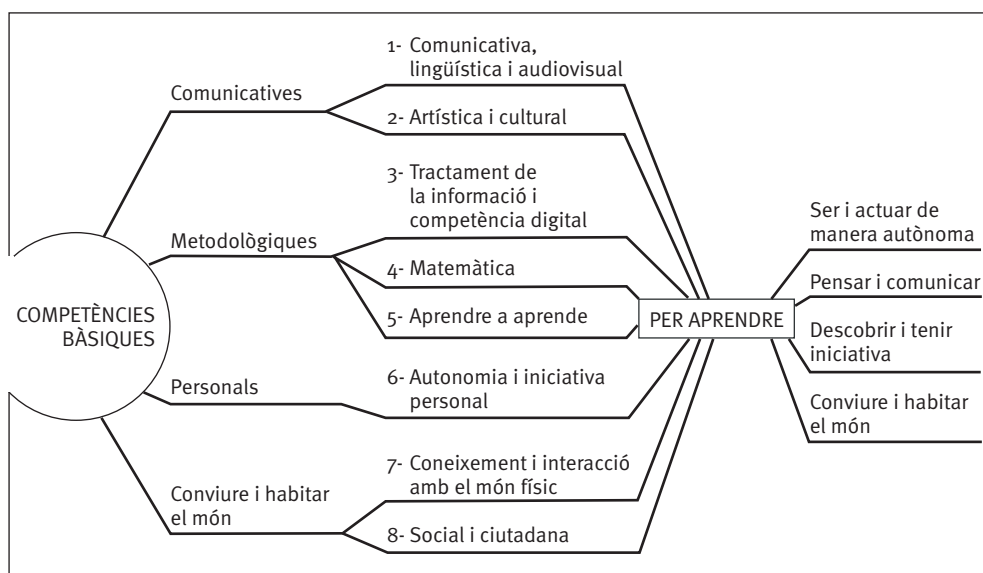 COMPETÈNCIES
BÀSIQUES
Comunicatives
1- Comunicativa,
lingüística i audiovisual
2- Artística i cultural
Metodològiques
3- Tractament de
la informació i
competència digital
4- Matemàtica
5- Aprendre a aprende
Personals
6- Autonomia i iniciativa
personal
Conviure i habitar
el món
7- Coneixement i interacció
amb el món físic
8- Social i ciutadana
PER APRENDRE
Ser i actuar de
manera autònoma
Pensar i comunicar
Descobrir i tenir
iniciativa
Conviure i habitar
el món